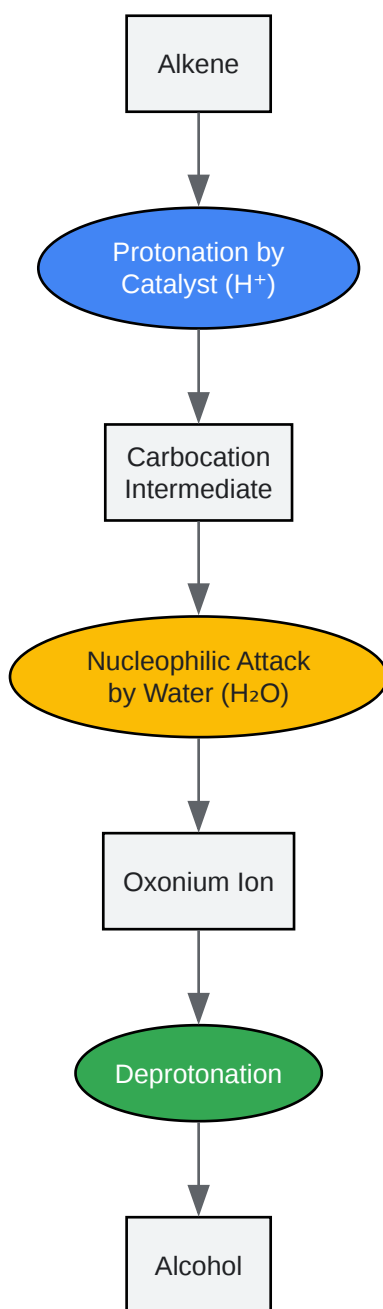 Alkene
Protonation by
Catalyst (H⁺)
Carbocation
Intermediate
Nucleophilic Attack
by Water (H₂O)
Oxonium Ion
Deprotonation
Alcohol